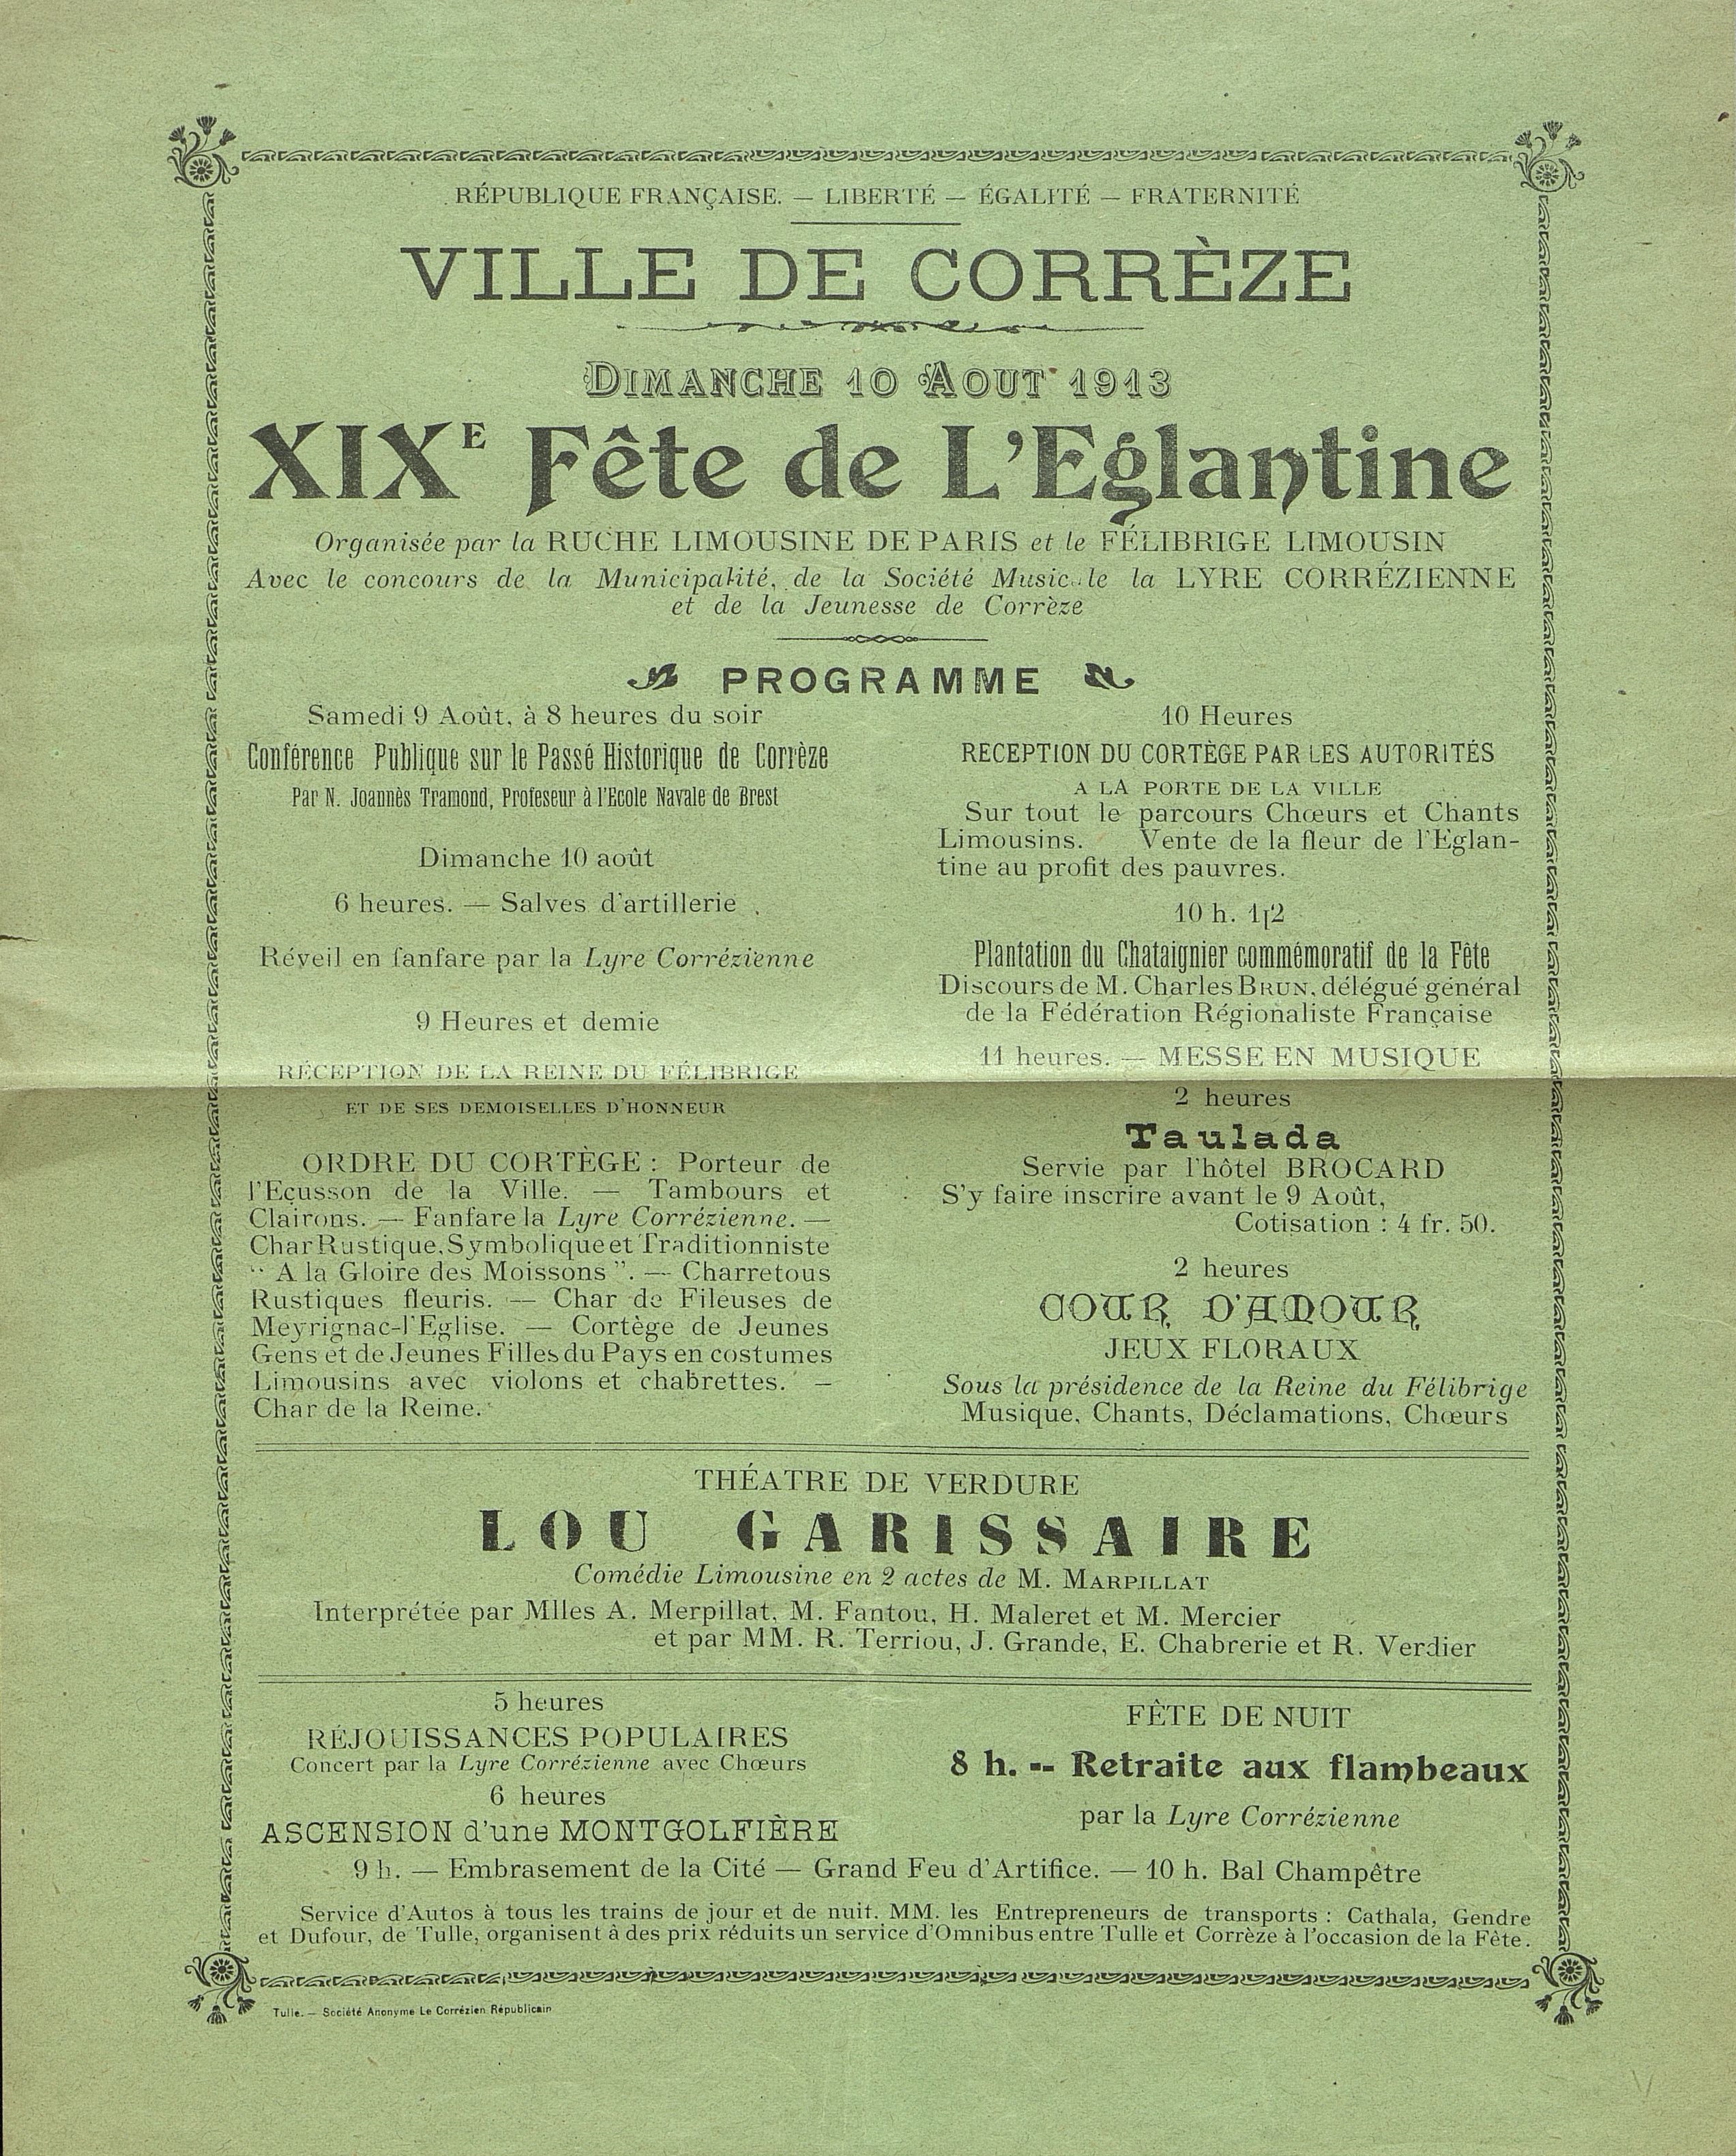 RÉPUBLIQUE FRANÇAISE. — LIBERTÉ — ÉGALITÉ — FRATERNITÉ
VILLE DE CORRÈZE
DIMANCHE 10 AOUT 1913
XIXE Fête de L'Eglantine
Organisée par la RUCHE LIMOUSINE DE PARIS et le FÉLIBRIGE LIMOUSIN
Avec le concours de la Municipalité, de la Société Musicale la LYRE CORRÉZIENNE
et de la Jeunesse de Corrèze
PROGRAMME
Samedi 9 Août, à 8 heures du soir
Conférence Publique sur le Passé Historique de Corrèze
Par N. Joannès Tramond, Profeseur à l'Ecole Navale de Brest
Dimanche 10 août
6 heures. — Salves d'artillerie
Réveil en fanfare par la Lyre Corrézienne
9 Heures et demie
RÉCEPTION DE LA REINE DU FÉLIBRIGE
ET DE SES DEMOISELLES D'HONNEUR
ORDRE DU CORTÈGE : Porteur de
l'Ecusson de la Ville. — Tambours et
Clairons. — Fanfare la Lyre Corrézienne. —
Char Rustique, Symbolique et Traditionniste
“ A la Gloire des Moissons ”. — Charretous
Rustiques fleuris. — Char de Fileuses de
Meyrignac-l'Eglise. — Cortège de Jeunes
Gens et de Jeunes Filles du Pays en costumes
Limousins avec violons et chabrettes. —
Char de la Reine.
10 Heures
RECEPTION DU CORTÈGE PAR LES AUTORITÉS
A LA PORTE DE LA VILLE
Sur tout le parcours Chœurs et Chants
Limousins. Vente de la fleur de l'Eglan-
tine au profit des pauvres.
10 h. 1/2
Plantation du Chataignier commémoratif de la Fête
Discours de M. Charles BRUN, délégué général
de la Fédération Régionaliste Française
11 heures. — MESSE EN MUSIQUE
2 heures
Taulada
Servie par l'hôtel BROCARD
S'y faire inscrire avant le 9 Août,
Cotisation : 4 fr. 50.
2 heures
COUR D'AMOUR
JEUX FLORAUX
Sous la présidence de la Reine du Félibrige
Musique, Chants, Déclamations, Chœurs
THÉATRE DE VERDURE
LOU GARISSAIRE
Comédie Limousine en 2 actes de M. MARPILLAT
Interprétée par Mlles A. Merpillat, M. Fantou, H. Maleret et M. Mercier
et par MM. R. Terriou, J. Grande, E. Chabrerie et R. Verdier
5 heures
RÉJOUISSANCES POPULAIRES
Concert par la Lyre Corrézienne avec Chœurs
6 heures
ASCENSION d'une MONTGOLFIÈRE
FÊTE DE NUIT
8 h. -- Retraite aux flambeaux
par la Lyre Corrézienne
9 h. — Embrasement de la Cité — Grand Feu d'Artifice. — 10 h. Bal Champêtre
Service d'Autos à tous les trains de jour et de nuit. MM. les Entrepreneurs de transports : Cathala, Gendre
et Dufour, de Tulle, organisent à des prix réduits un service d'Omnibus entre Tulle et Corrèze à l'occasion de la Fête.
Tulle. — Société Anonyme Le Corrézien Républicain